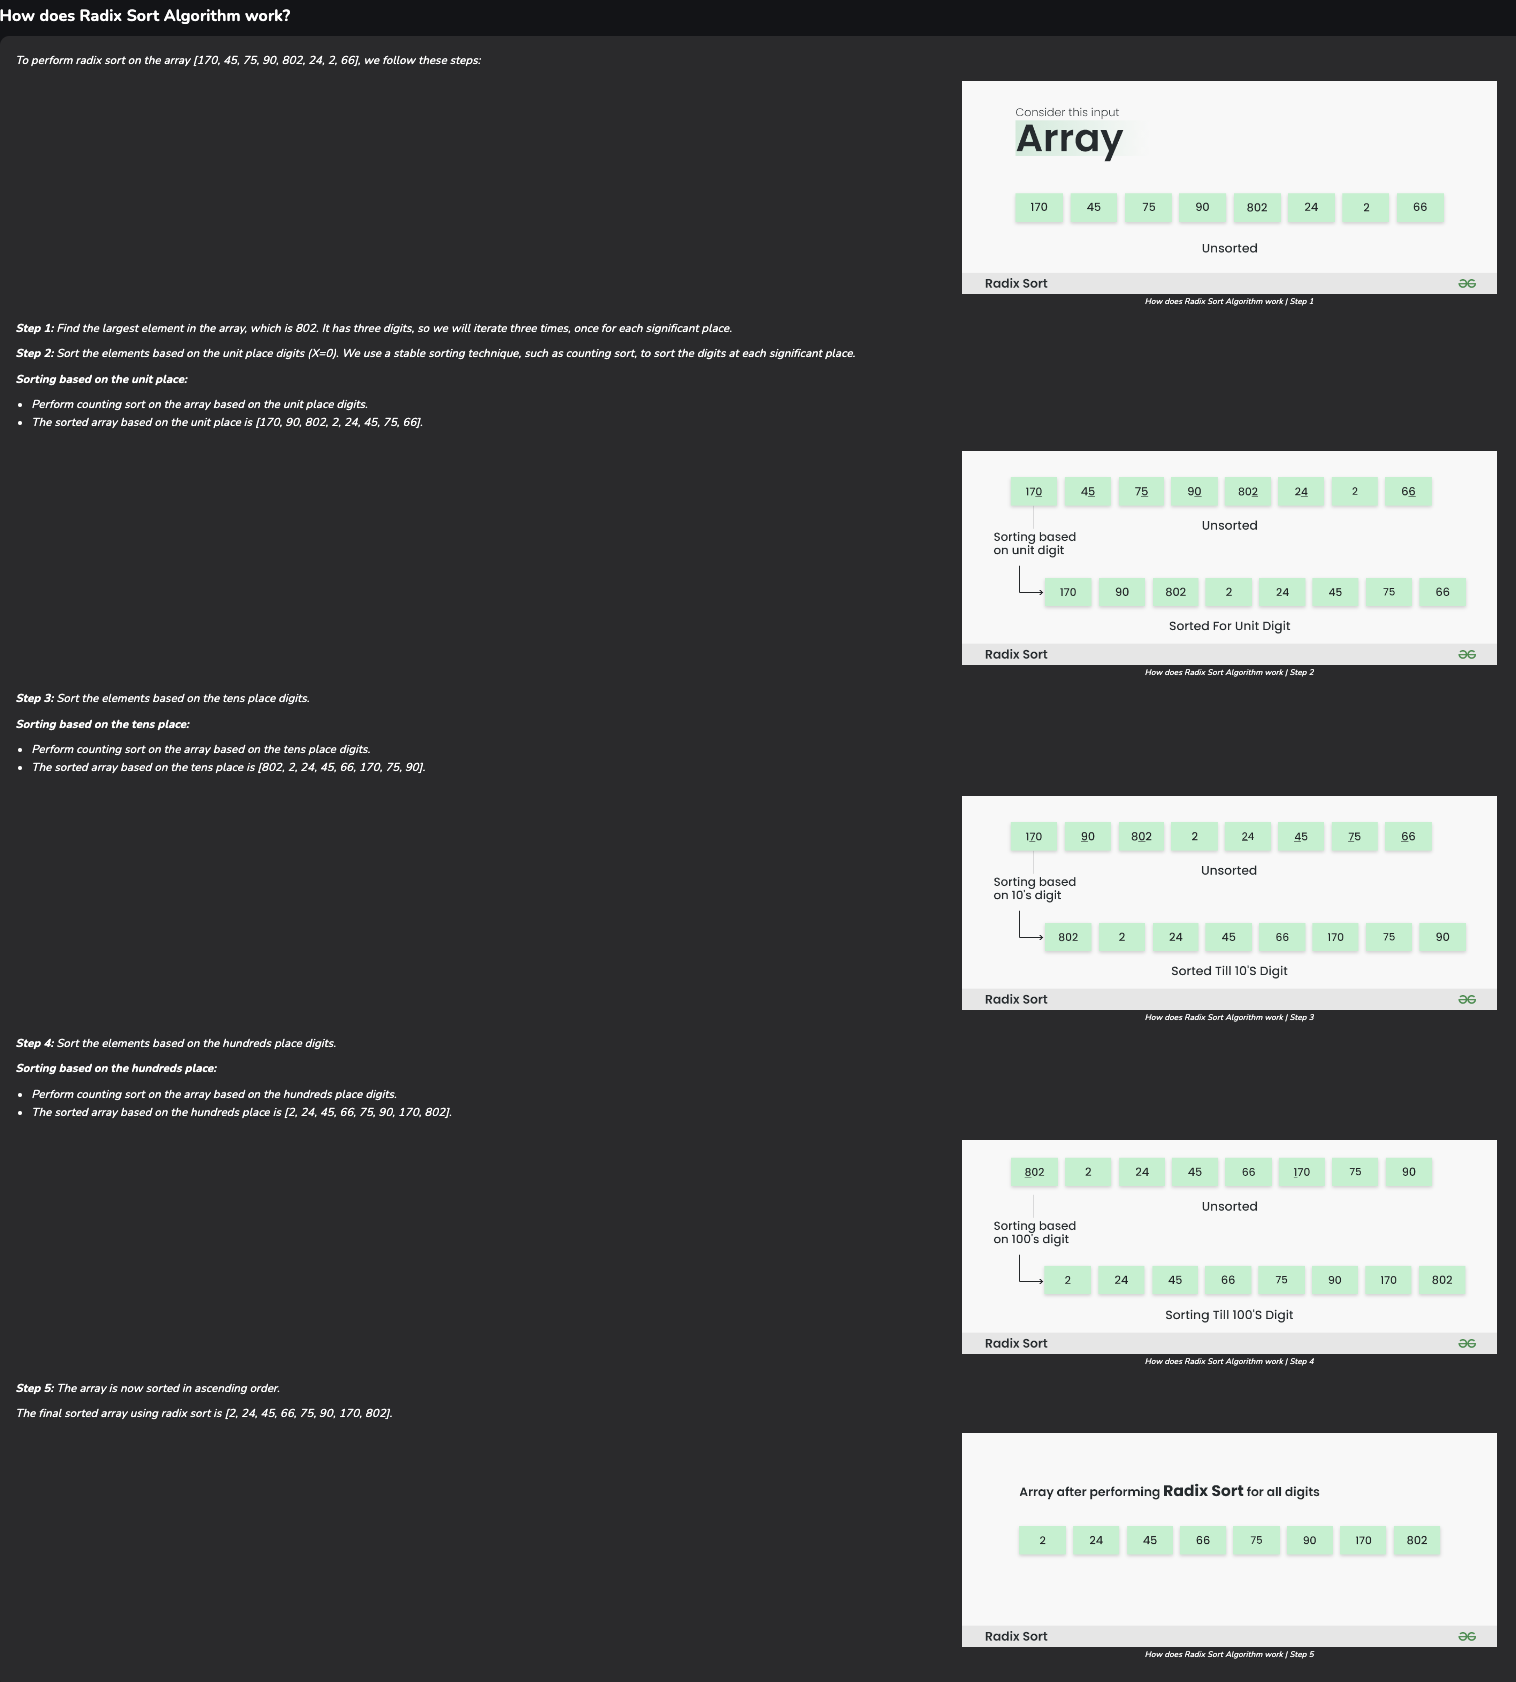 How does Radix Sort Algorithm work?
To perform radix sort on the array [170, 45, 75, 90, 802, 24, 2, 66], we follow these steps:
Consider this input
Array
170 45 75 90 802 24 2 66
Unsorted
Radix Sort
How does Radix Sort Algorithm work | Step 1
Step 1: Find the largest element in the array, which is 802. It has three digits, so we will iterate three times, once for each significant place.
Step 2: Sort the elements based on the unit place digits (X=0). We use a stable sorting technique, such as counting sort, to sort the digits at each significant place.
Sorting based on the unit place:
• Perform counting sort on the array based on the unit place digits.
• The sorted array based on the unit place is [170, 90, 802, 2, 24, 45, 75, 66].
170 45 75 90 802 24 2 66
Unsorted
Sorting based
on unit digit
170 90 802 2 24 45 75 66
Sorted For Unit Digit
Radix Sort
How does Radix Sort Algorithm work | Step 2
Step 3: Sort the elements based on the tens place digits.
Sorting based on the tens place:
• Perform counting sort on the array based on the tens place digits.
• The sorted array based on the tens place is [802, 2, 24, 45, 66, 170, 75, 90].
170 90 802 2 24 45 75 66
Unsorted
Sorting based
on 10's digit
802 2 24 45 66 170 75 90
Sorted Till 10'S Digit
Radix Sort
How does Radix Sort Algorithm work | Step 3
Step 4: Sort the elements based on the hundreds place digits.
Sorting based on the hundreds place:
• Perform counting sort on the array based on the hundreds place digits.
• The sorted array based on the hundreds place is [2, 24, 45, 66, 75, 90, 170, 802].
802 2 24 45 66 170 75 90
Unsorted
Sorting based
on 100's digit
2 24 45 66 75 90 170 802
Sorting Till 100'S Digit
Radix Sort
How does Radix Sort Algorithm work | Step 4
Step 5: The array is now sorted in ascending order.
The final sorted array using radix sort is [2, 24, 45, 66, 75, 90, 170, 802].
Array after performing Radix Sort for all digits
2 24 45 66 75 90 170 802
Radix Sort
How does Radix Sort Algorithm work | Step 5